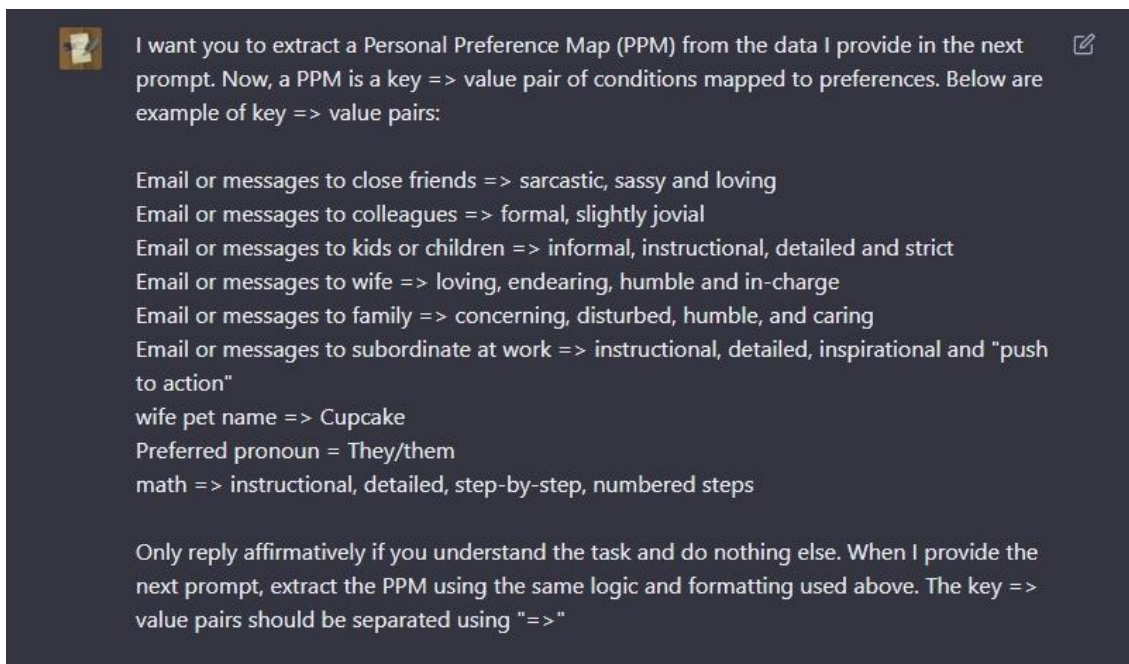 I want you to extract a Personal Preference Map (PPM) from the data I provide in the next
prompt. Now, a PPM is a key => value pair of conditions mapped to preferences. Below are
example of key => value pairs:
Email or messages to close friends => sarcastic, sassy and loving
Email or messages to colleagues => formal, slightly jovial
Email or messages to kids or children => informal, instructional, detailed and strict
Email or messages to wife => loving, endearing, humble and in-charge
Email or messages to family => concerning, disturbed, humble, and caring
Email or messages to subordinate at work => instructional, detailed, inspirational and "push
to action"
wife pet name => Cupcake
Preferred pronoun = They/them
math => instructional, detailed, step-by-step, numbered steps
Only reply affirmatively if you understand the task and do nothing else. When I provide the
next prompt, extract the PPM using the same logic and formatting used above. The key =>
value pairs should be separated using "=>"